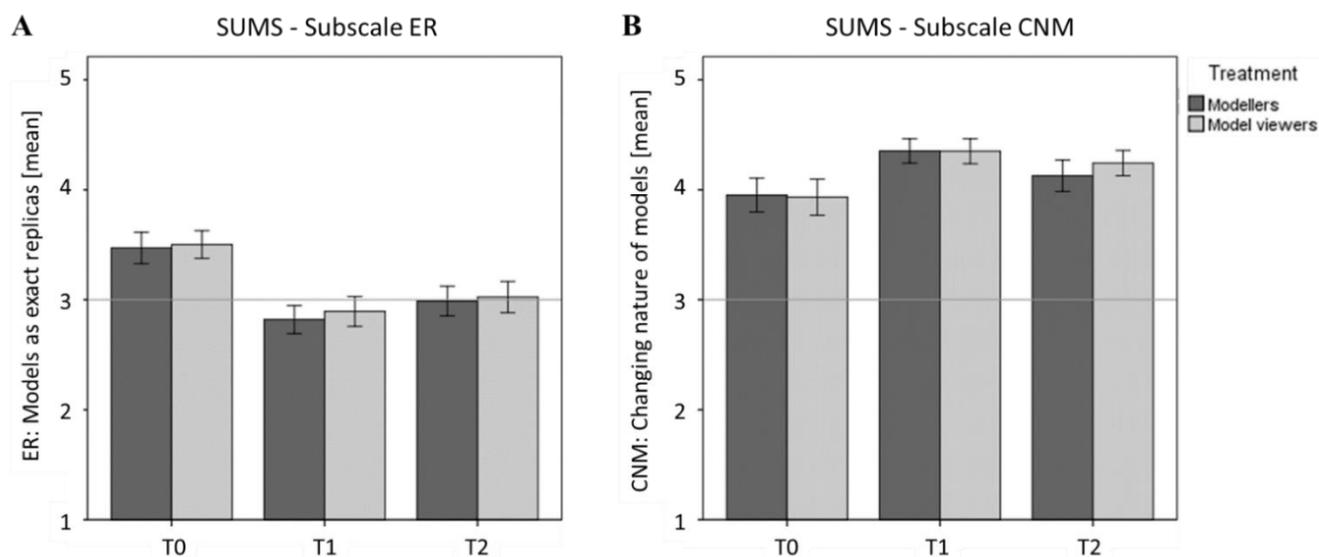 A
SUMS - Subscale ER
ER: Models as exact replicas [mean]
5
4
3
2
1
T0
T1
T2
B
SUMS - Subscale CNM
CNM: Changing nature of models [mean]
5
4
3
2
1
T0
T1
T2
Treatment
Modellers
Model viewers